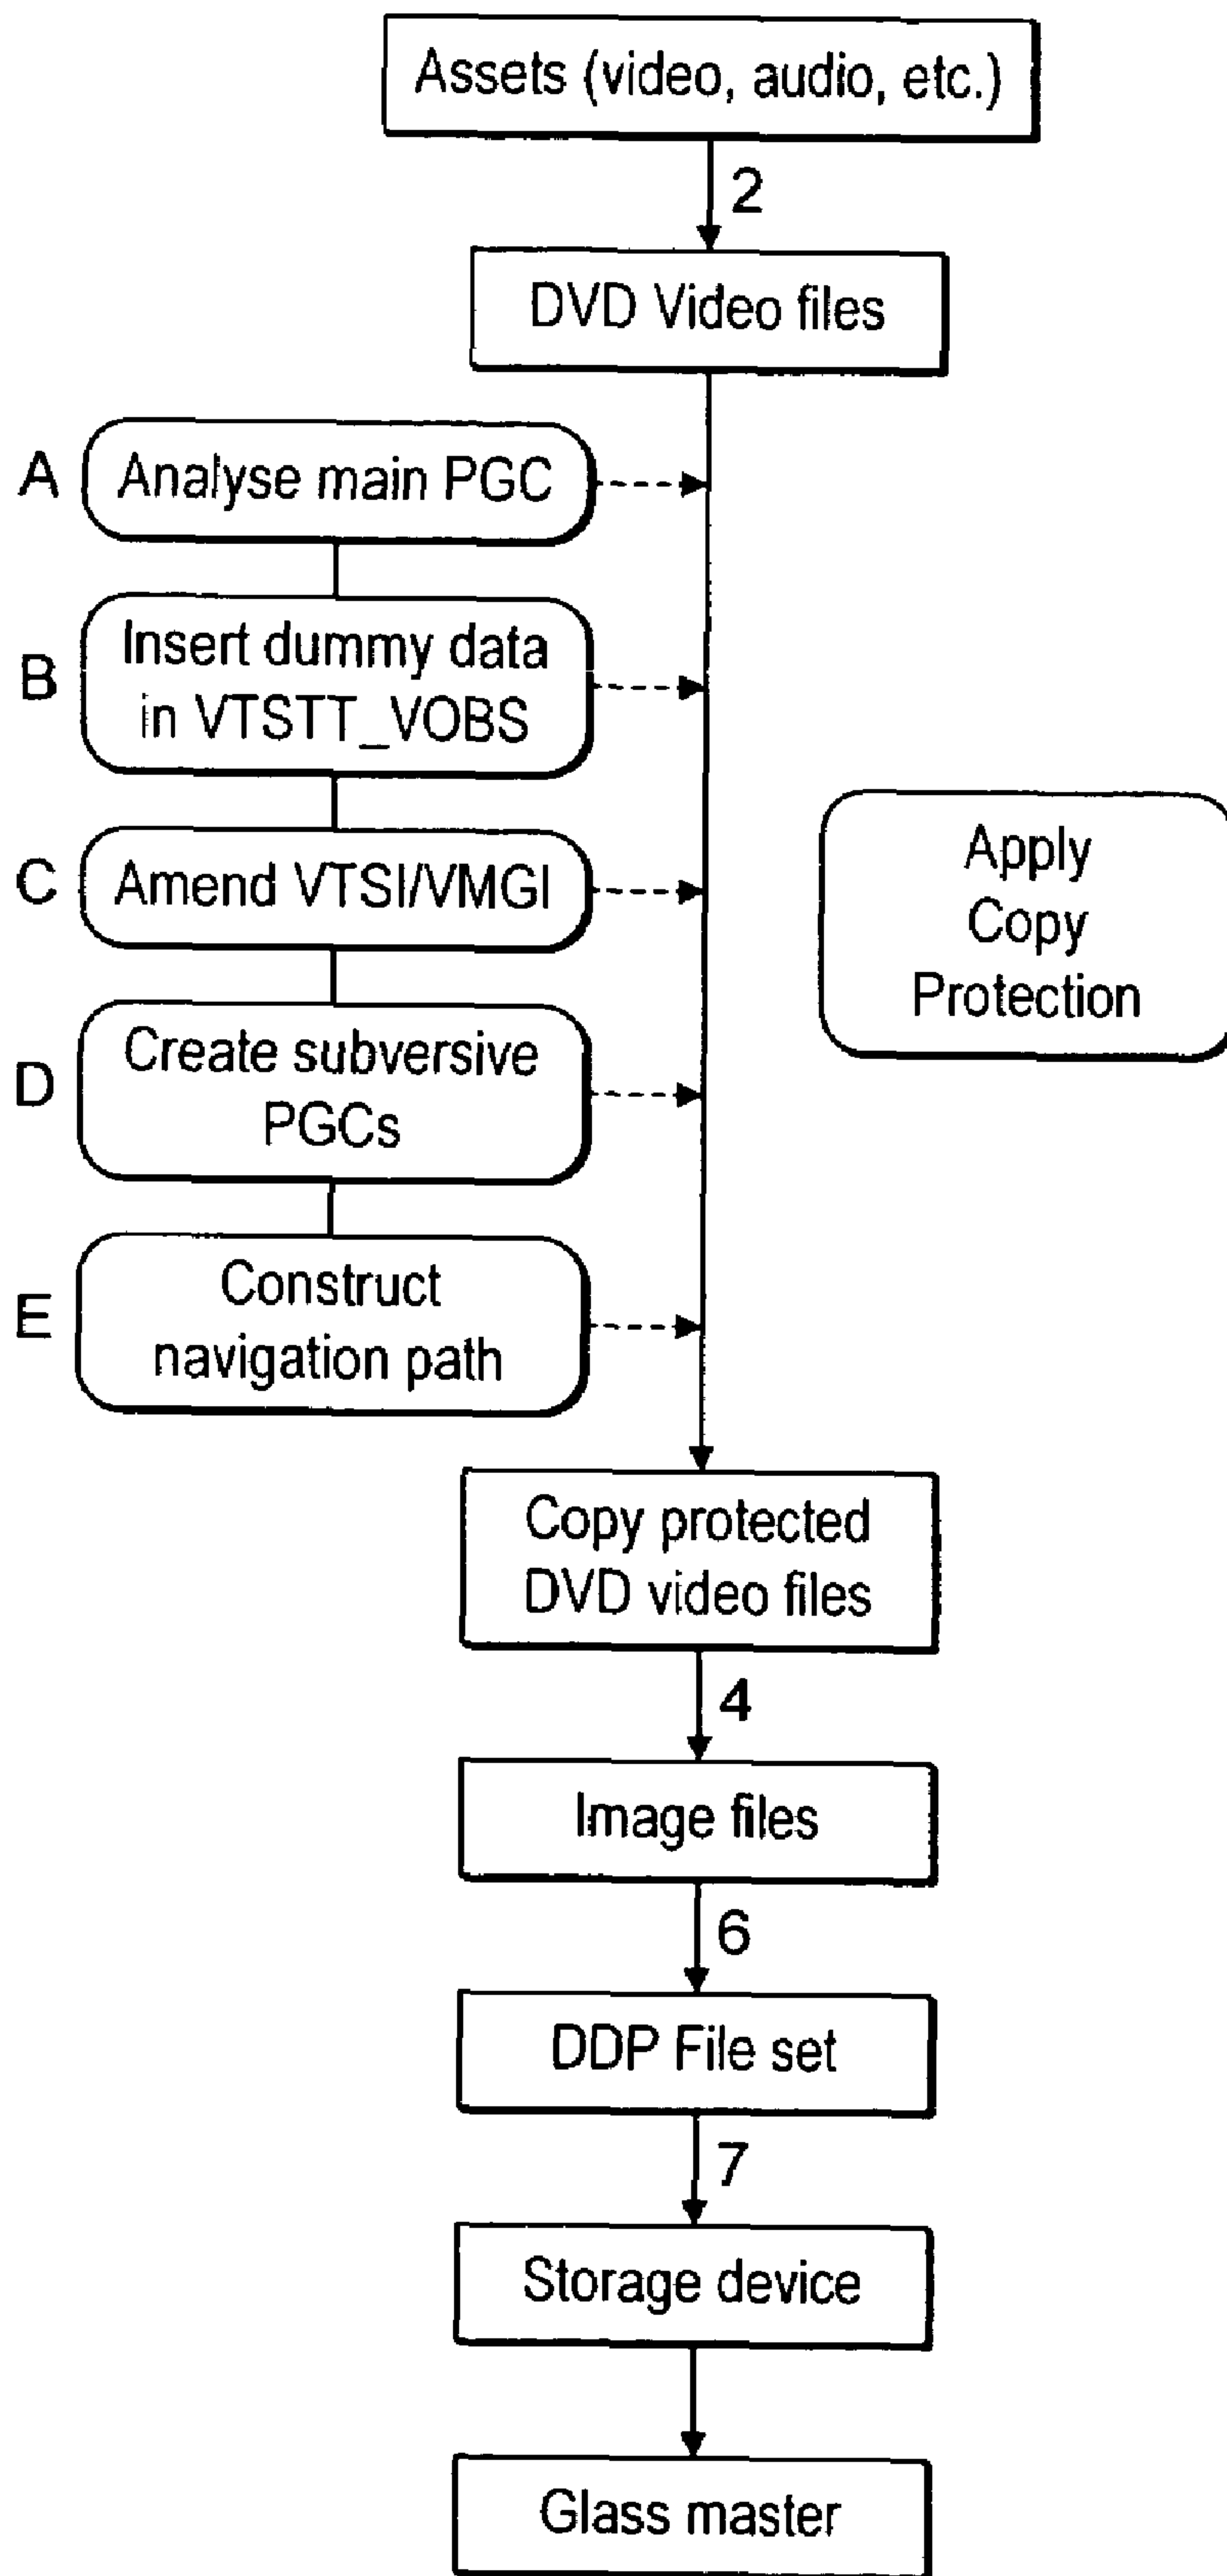 Assets (video, audio, etc.)
2
DVD Video files
A
Analyse main PGC
B
Insert dummy data
in VTSTT_VOBS
C
Amend VTSI/VMGI
Apply
Copy
Protection
D
Create subversive
PGCs
E
Construct
navigation path
Copy protected
DVD video files
4
Image files
6
DDP File set
7
Storage device
Glass master